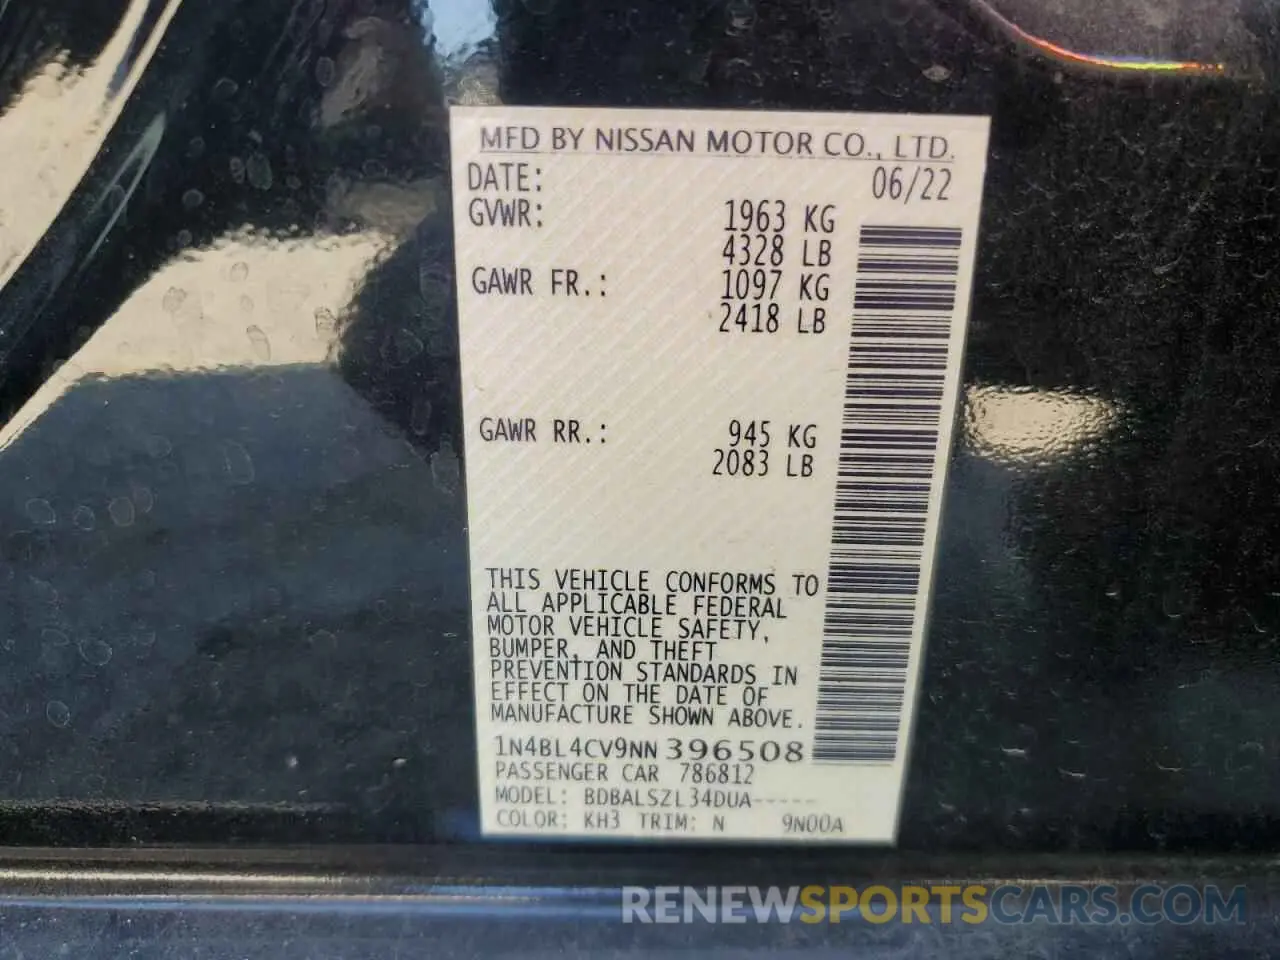 MFD BY NISSAN MOTOR CO., LTD.
DATE: 06/22
GVWR: 1963 KG
4328 LB
GAWR FR.: 1097 KG
2418 LB
GAWR RR.: 945 KG
2083 LB
THIS VEHICLE CONFORMS TO
ALL APPLICABLE FEDERAL
MOTOR VEHICLE SAFETY,
BUMPER, AND THEFT
PREVENTION STANDARDS IN
EFFECT ON THE DATE OF
MANUFACTURE SHOWN ABOVE.
1N4BL4CV9NN396508
PASSENGER CAR 786812
MODEL: BDBALSZL34DUA-----
COLOR: KH3 TRIM: N 9N00A
RENEWSPORTSCARS.COM